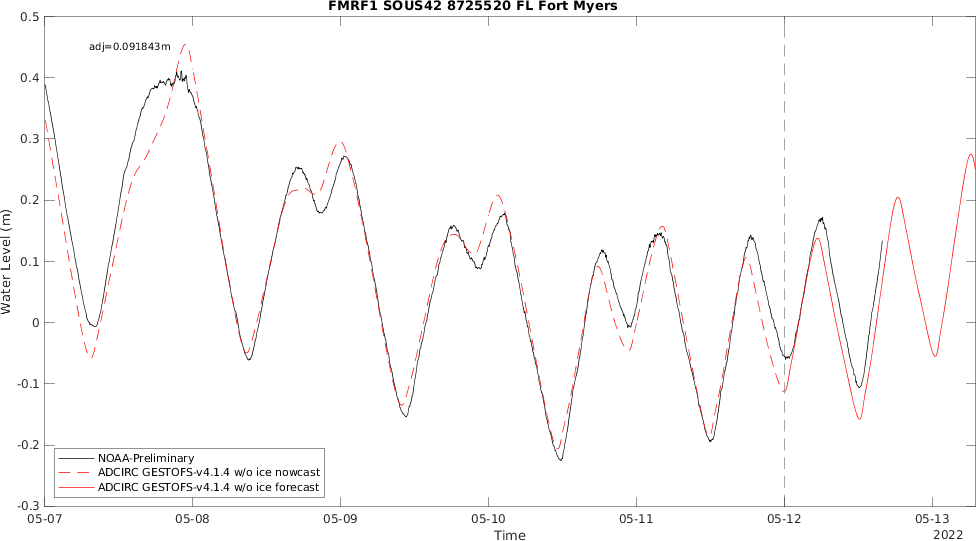 FMRF1 SOUS42 8725520 FL Fort Myers
0.5
adj=0.091843m
0.4
0.3
0.2
0.1
0
-0.1
-0.2
-0.3
Water Level (m)
NOAA-Preliminary
ADCIRC GESTOFS-v4.1.4 w/o ice nowcast
ADCIRC GESTOFS-v4.1.4 w/o ice forecast
05-07 05-08 05-09 05-10 05-11 05-12 05-13
Time
2022